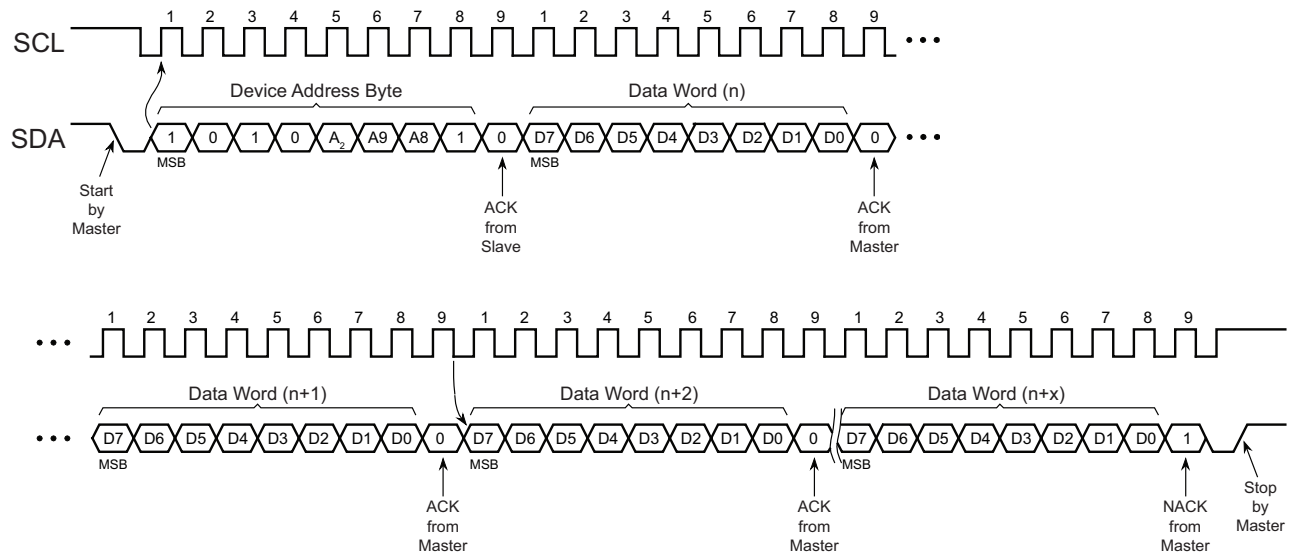 1 2 3 4 5 6 7 8 9 1 2 3 4 5 6 7 8 9
SCL
Device Address Byte Data Word (n)
SDA 1 0 1 0 A2 A9 A8 1 0 D7 D6 D5 D4 D3 D2 D1 D0 0
MSB MSB
Start
by
Master
ACK
from
Slave
ACK
from
Master
1 2 3 4 5 6 7 8 9 1 2 3 4 5 6 7 8 9 1 2 3 4 5 6 7 8 9
Data Word (n+1) Data Word (n+2) Data Word (n+x)
D7 D6 D5 D4 D3 D2 D1 D0 0 D7 D6 D5 D4 D3 D2 D1 D0 0 D7 D6 D5 D4 D3 D2 D1 D0 1
MSB MSB MSB
ACK
from
Master
ACK
from
Master
NACK
from
Master
Stop
by
Master